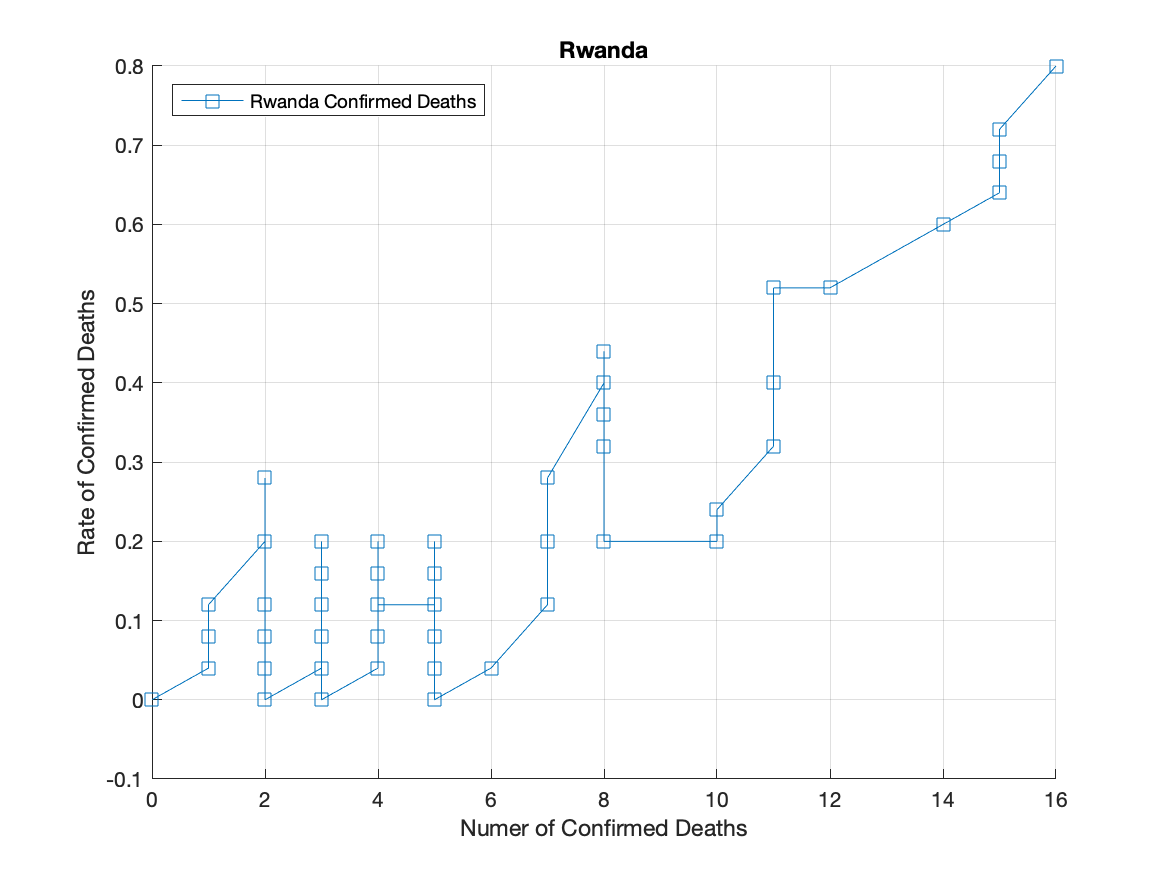 Rwanda
Rwanda Confirmed Deaths
0.8
0.7
0.6
0.5
0.4
0.3
0.2
0.1
0
-0.1
Rate of Confirmed Deaths
0 2 4 6 8 10 12 14 16
Numer of Confirmed Deaths